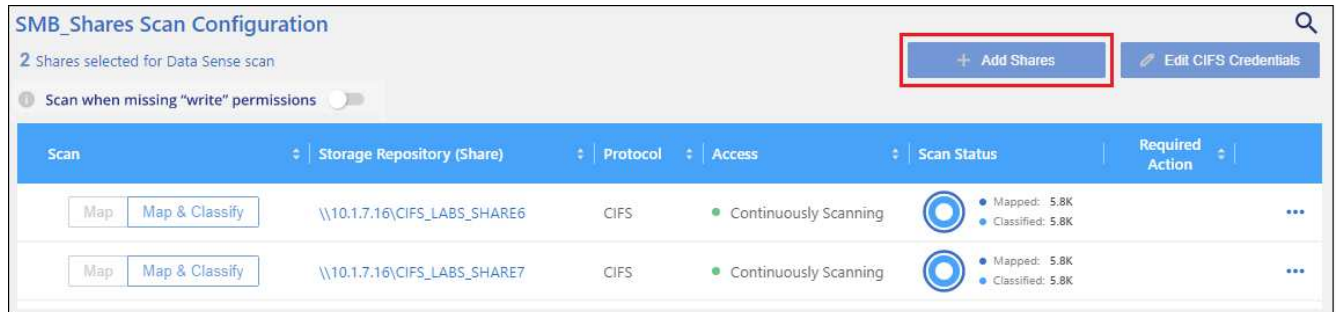 SMB_Shares Scan Configuration
2 Shares selected for Data Sense scan
+ Add Shares
Edit CIFS Credentials
Scan when missing "write" permissions
Scan
Storage Repository (Share)
Protocol
Access
Scan Status
Required
Action
Map
Map & Classify
\\10.1.7.16\CIFS_LABS_SHARE6
CIFS
Continuously Scanning
Mapped: 5.8K
Classified: 5.8K
Map
Map & Classify
\\10.1.7.16\CIFS_LABS_SHARE7
CIFS
Continuously Scanning
Mapped: 5.8K
Classified: 5.8K